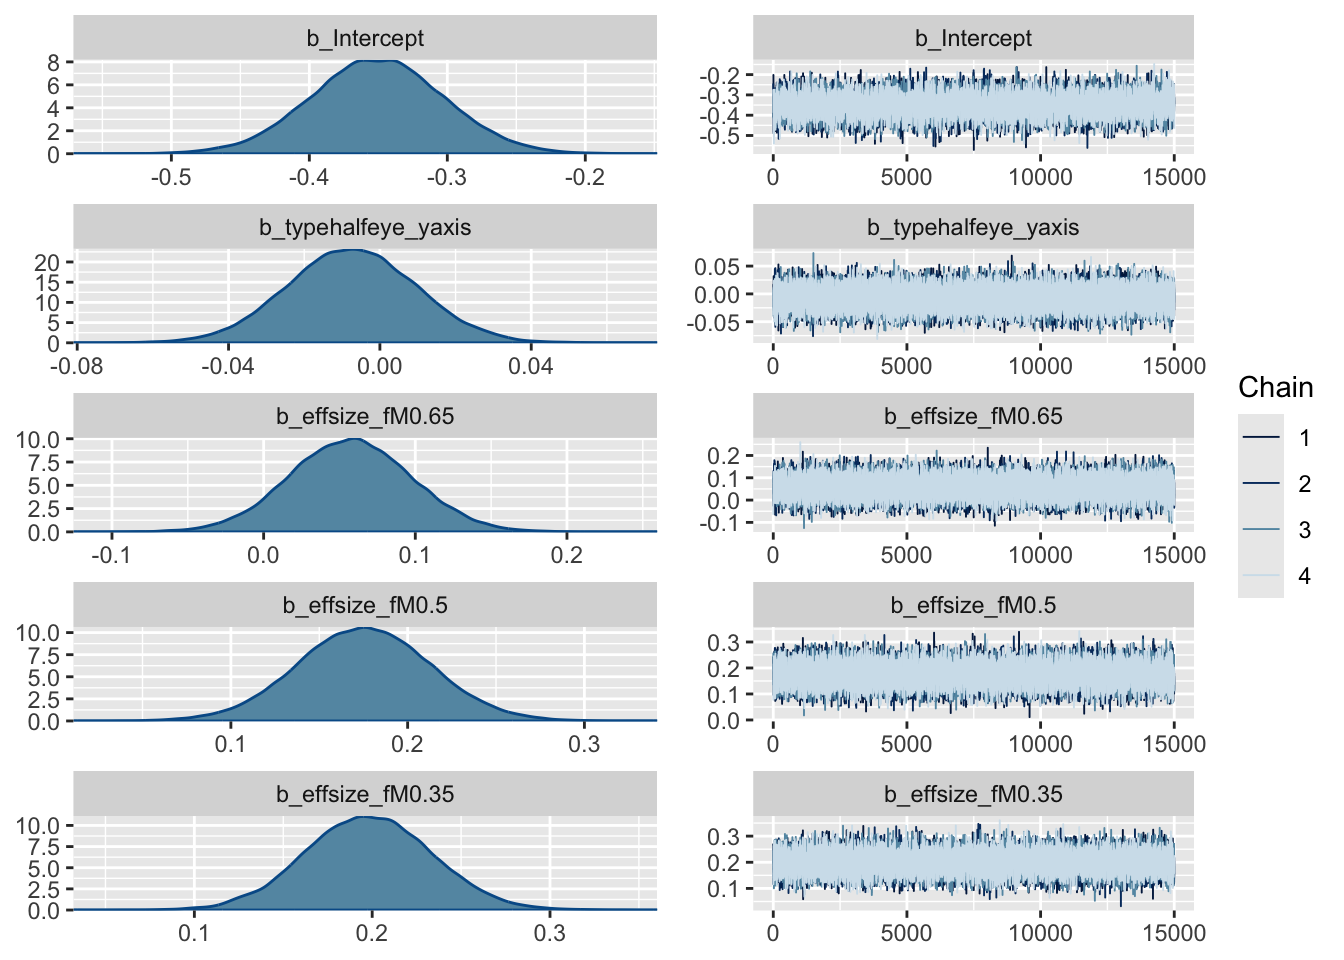 b_Intercept
8
6
4
2
0
-0.5 -0.4 -0.3 -0.2
b_Intercept
-0.2
-0.3
-0.4
-0.5
0 5000 10000 15000
b_typehalfeye_yaxis
20
15
10
5
0
-0.08 -0.04 0.00 0.04
b_typehalfeye_yaxis
0.05
0.00
-0.05
0 5000 10000 15000
b_effsize_fM0.65
10.0
7.5
5.0
2.5
0.0
-0.1 0.0 0.1 0.2
b_effsize_fM0.65
0.2
0.1
0.0
-0.1
0 5000 10000 15000
b_effsize_fM0.5
10.0
7.5
5.0
2.5
0.0
0.1 0.2 0.3
b_effsize_fM0.5
0.3
0.2
0.1
0.0
0 5000 10000 15000
b_effsize_fM0.35
10.0
7.5
5.0
2.5
0.0
0.1 0.2 0.3
b_effsize_fM0.35
0.3
0.2
0.1
0 5000 10000 15000
Chain
1
2
3
4